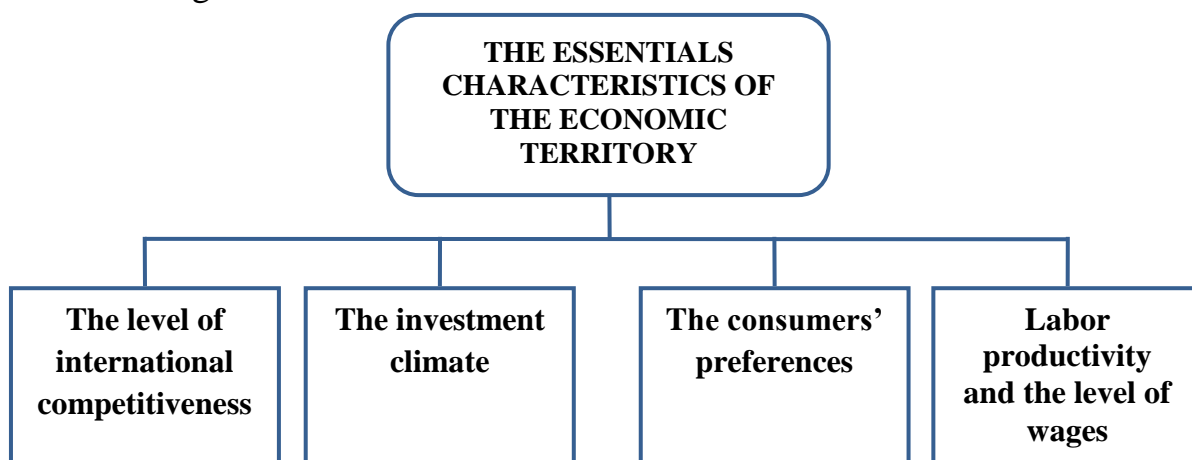 THE ESSENTIALS
CHARACTERISTICS OF
THE ECONOMIC
TERRITORY
The level of
international
competitiveness
The investment
climate
The consumers’
preferences
Labor
productivity
and the level of
wages